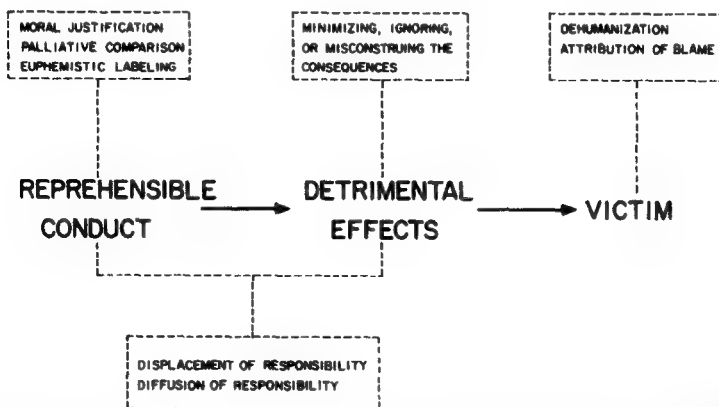 MORAL JUSTIFICATION
PALLIATIVE COMPARISON
EUPHEMISTIC LABELING
MINIMIZING, IGNORING,
OR MISCONSTRUING THE
CONSEQUENCES
DEHUMANIZATION
ATTRIBUTION OF BLAME
REPREHENSIBLE
CONDUCT
DETRIMENTAL
EFFECTS
VICTIM
DISPLACEMENT OF RESPONSIBILITY
DIFFUSION OF RESPONSIBILITY